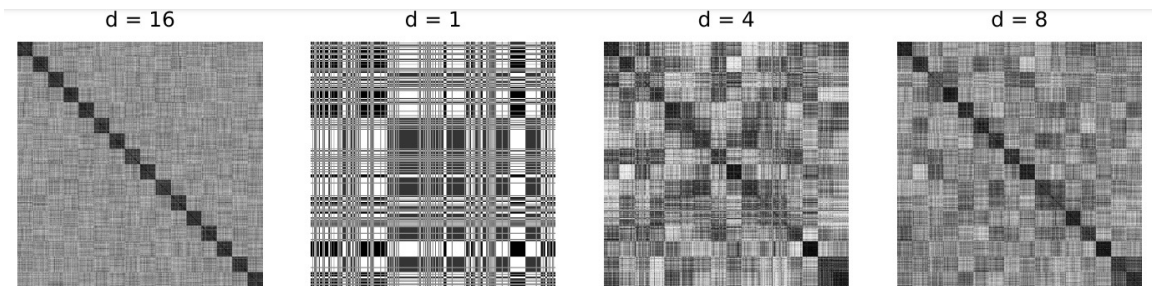 d = 16 d = 1 d = 4 d = 8